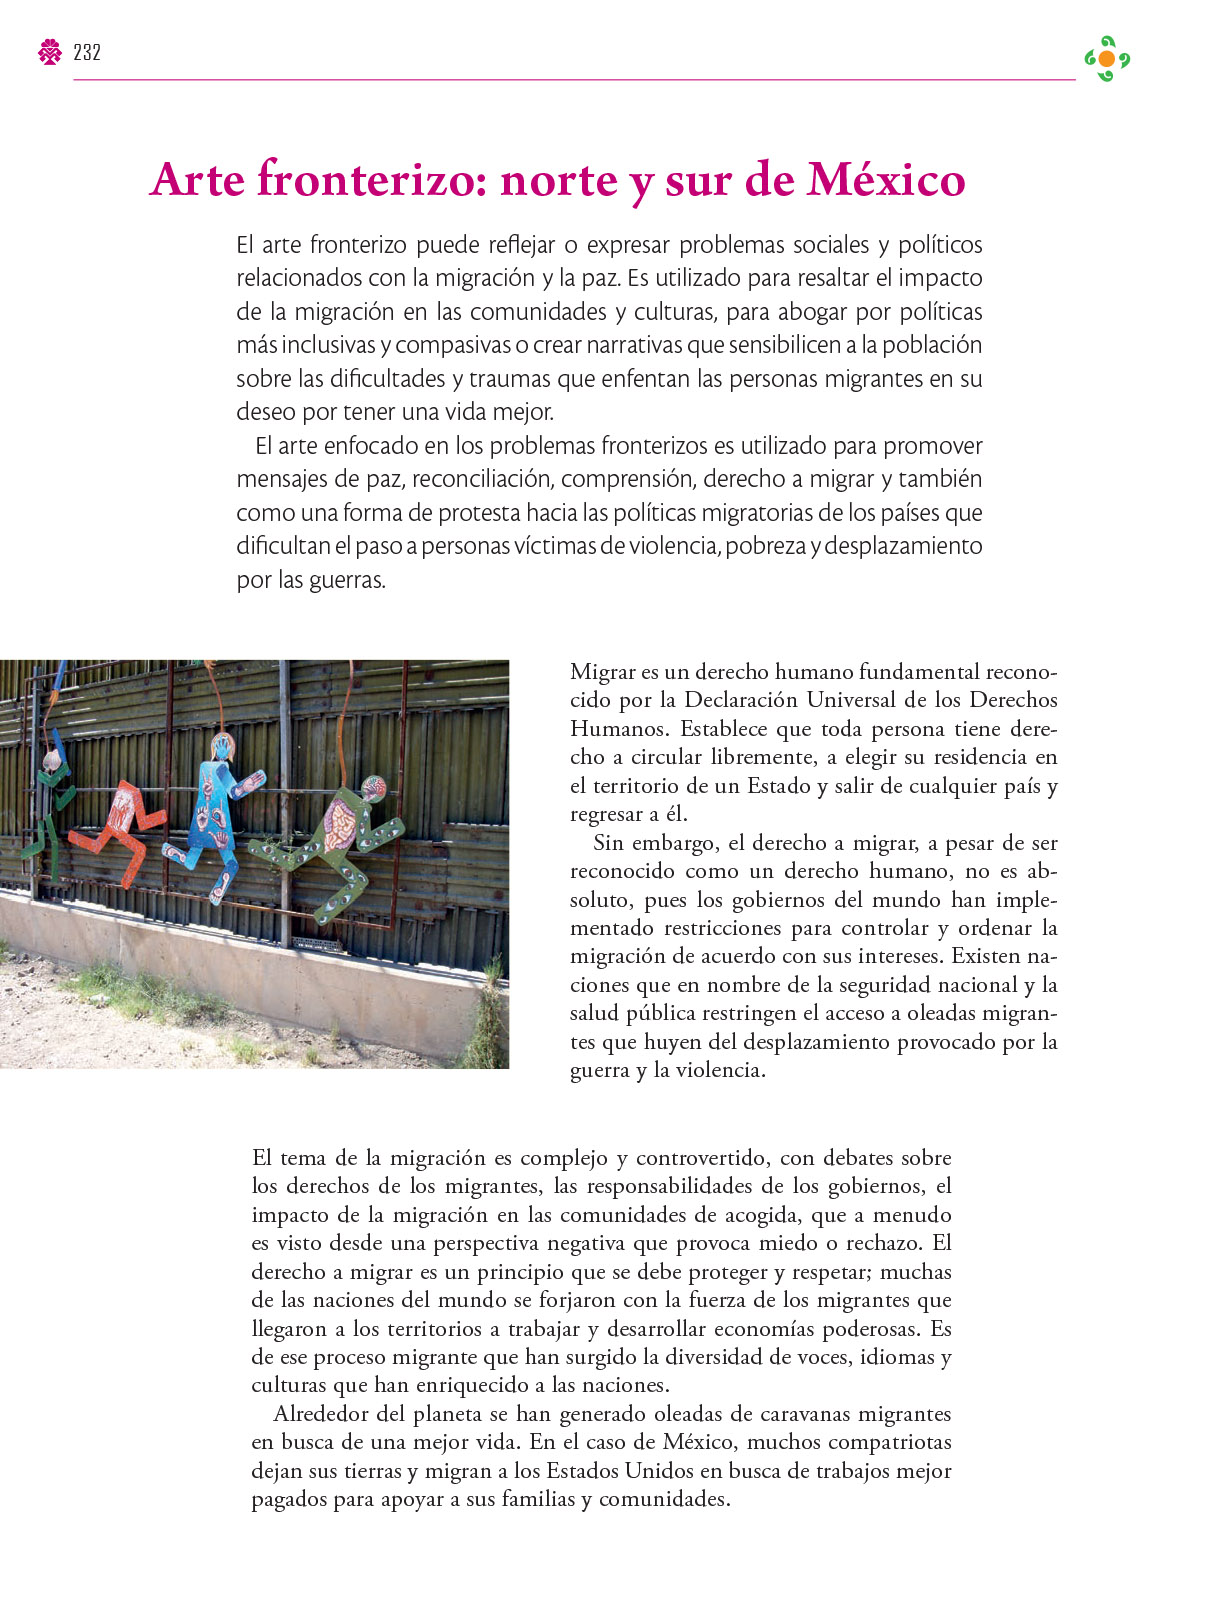 232
Arte fronterizo: norte y sur de México
El arte fronterizo puede reflejar o expresar problemas sociales y políticos
relacionados con la migración y la paz. Es utilizado para resaltar el impacto
de la migración en las comunidades y culturas, para abogar por políticas
más inclusivas y compasivas o crear narrativas que sensibilicen a la población
sobre las dificultades y traumas que enfentan las personas migrantes en su
deseo por tener una vida mejor.
El arte enfocado en los problemas fronterizos es utilizado para promover
mensajes de paz, reconciliación, comprensión, derecho a migrar y también
como una forma de protesta hacia las políticas migratorias de los países que
dificultan el paso a personas víctimas de violencia, pobreza y desplazamiento
por las guerras.
Migrar es un derecho humano fundamental recono-
cido por la Declaración Universal de los Derechos
Humanos. Establece que toda persona tiene dere-
cho a circular libremente, a elegir su residencia en
el territorio de un Estado y salir de cualquier país y
regresar a él.
Sin embargo, el derecho a migrar, a pesar de ser
reconocido como un derecho humano, no es ab-
soluto, pues los gobiernos del mundo han imple-
mentado restricciones para controlar y ordenar la
migración de acuerdo con sus intereses. Existen na-
ciones que en nombre de la seguridad nacional y la
salud pública restringen el acceso a oleadas migran-
tes que huyen del desplazamiento provocado por la
guerra y la violencia.
El tema de la migración es complejo y controvertido, con debates sobre
los derechos de los migrantes, las responsabilidades de los gobiernos, el
impacto de la migración en las comunidades de acogida, que a menudo
es visto desde una perspectiva negativa que provoca miedo o rechazo. El
derecho a migrar es un principio que se debe proteger y respetar; muchas
de las naciones del mundo se forjaron con la fuerza de los migrantes que
llegaron a los territorios a trabajar y desarrollar economías poderosas. Es
de ese proceso migrante que han surgido la diversidad de voces, idiomas y
culturas que han enriquecido a las naciones.
Alrededor del planeta se han generado oleadas de caravanas migrantes
en busca de una mejor vida. En el caso de México, muchos compatriotas
dejan sus tierras y migran a los Estados Unidos en busca de trabajos mejor
pagados para apoyar a sus familias y comunidades.